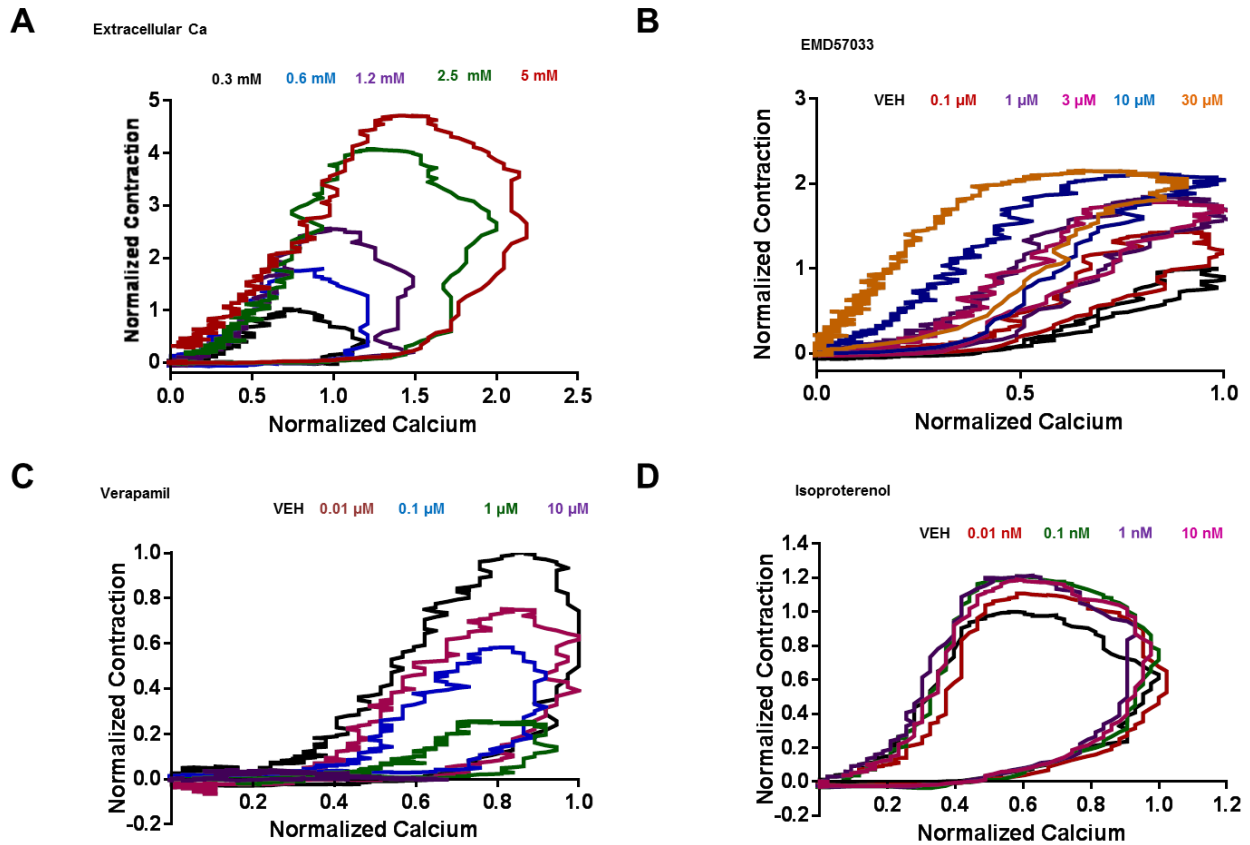 A
Extracellular Ca
0.3 mM 0.6 mM 1.2 mM 2.5 mM 5 mM
Normalized Contraction
5
4
3
2
1
0
0.0 0.5 1.0 1.5 2.0 2.5
Normalized Calcium
B
EMD57033
VEH 0.1 µM 1 µM 3 µM 10 µM 30 µM
Normalized Contraction
3
2
1
0
0.0 0.5 1.0
Normalized Calcium
C
Verapamil
VEH 0.01 µM 0.1 µM 1 µM 10 µM
Normalized Contraction
1.0
0.8
0.6
0.4
0.2
0.0
-0.2
0.2 0.4 0.6 0.8 1.0
Normalized Calcium
D
Isoproterenol
VEH 0.01 nM 0.1 nM 1 nM 10 nM
Normalized Contraction
1.4
1.2
1.0
0.8
0.6
0.4
0.2
0.0
-0.2
0.2 0.4 0.6 0.8 1.0 1.2
Normalized Calcium